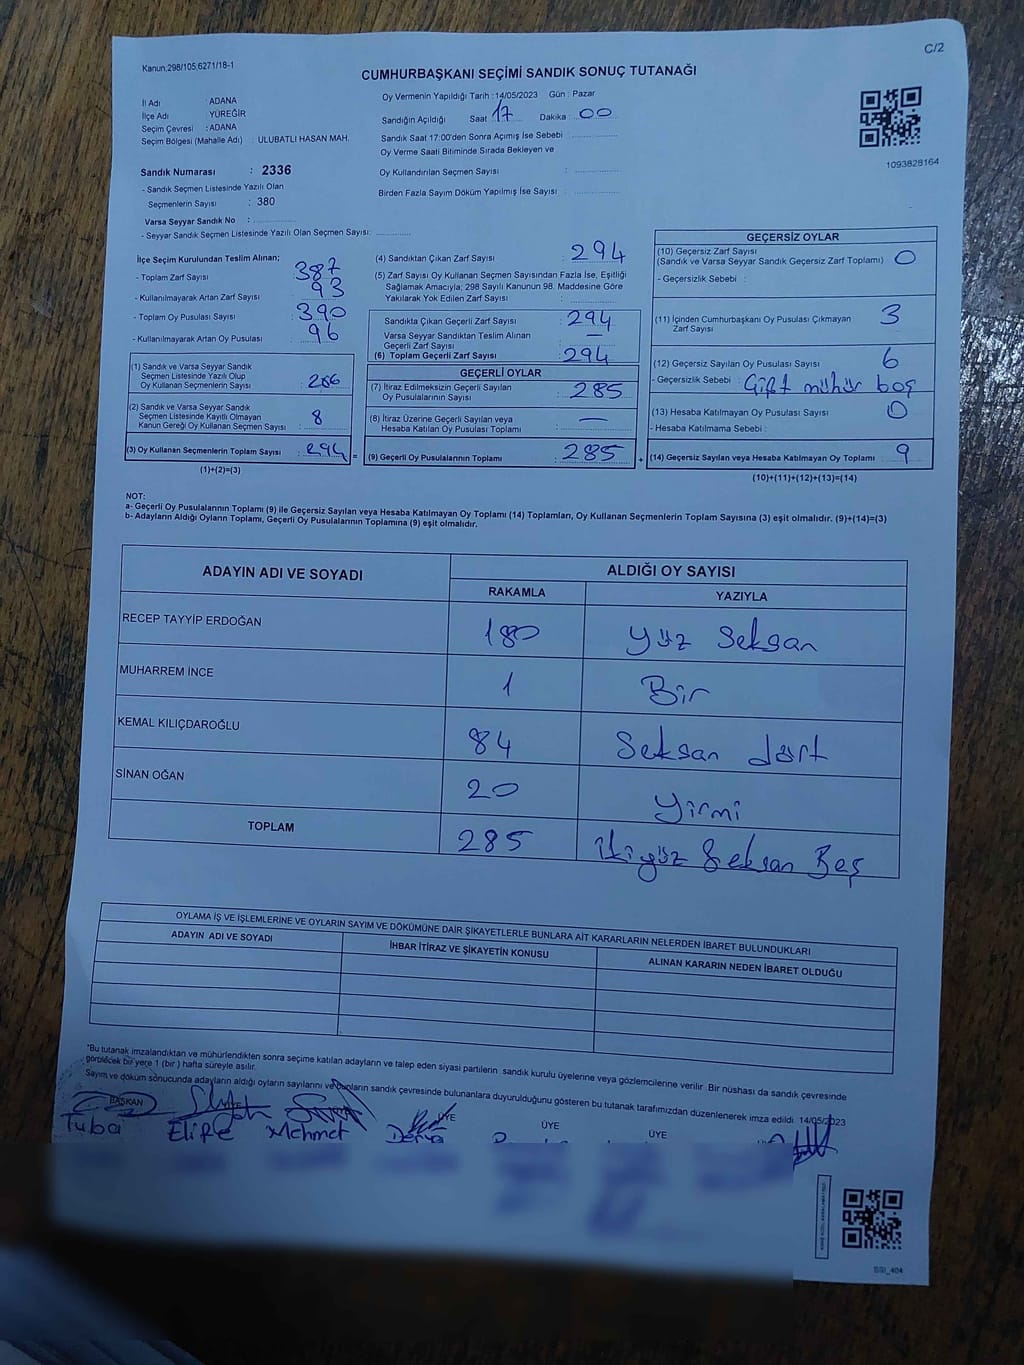 C/2
Kanun,298/105,6271/18-1
CUMHURBAŞKANI SEÇİMİ SANDIK SONUÇ TUTANAĞI
İl Adı ADANA
İlçe Adı YÜREĞİR
Seçim Çevresi : ADANA
Seçim Bölgesi (Mahalle Adı) : ULUBATLI HASAN MAH.
Oy Vermenin Yapıldığı Tarih : 14/05/2023 Gün : Pazar
Sandığın Açıldığı Saat 17 Dakika : 00
Sandık Saat 17:00'den Sonra Açımış İse Sebebi :
Oy Verme Saati Bitiminde Sırada Bekleyen ve
Oy Kullandırılan Seçmen Sayısı :
Birden Fazla Sayım Döküm Yapılmış İse Sayısı :
1093828164
Sandık Numarası : 2336
- Sandık Seçmen Listesinde Yazılı Olan
Seçmenlerin Sayısı : 380
Varsa Seyyar Sandık No :
- Seyyar Sandık Seçmen Listesinde Yazılı Olan Seçmen Sayısı:
İlçe Seçim Kurulundan Teslim Alınan;
- Toplam Zarf Sayısı : 387
- Kullanılmayarak Artan Zarf Sayısı : 93
- Toplam Oy Pusulası Sayısı : 390
- Kullanılmayarak Artan Oy Pusulası : 96
(1) Sandık ve Varsa Seyyar Sandık
Seçmen Listesinde Yazılı Olup
Oy Kullanan Seçmenlerin Sayısı : 286
(2) Sandık ve Varsa Seyyar Sandık
Seçmen Listesinde Kayıtlı Olmayan
Kanun Gereği Oy Kullanan Seçmen Sayısı : 8
(3) Oy Kullanan Seçmenlerin Toplam Sayısı : 294 =
(1)+(2)=(3)
(4) Sandıktan Çıkan Zarf Sayısı : 294
(5) Zarf Sayısı Oy Kullanan Seçmen Sayısından Fazla İse, Eşitliği
Sağlamak Amacıyla; 298 Sayılı Kanunun 98. Maddesine Göre
Yakılarak Yok Edilen Zarf Sayısı :
Sandıkta Çıkan Geçerli Zarf Sayısı : 294
Varsa Seyyar Sandıktan Teslim Alınan
Geçerli Zarf Sayısı : —
(6) Toplam Geçerli Zarf Sayısı : 294
GEÇERLİ OYLAR
(7) İtiraz Edilmeksizin Geçerli Sayılan
Oy Pusulalarının Sayısı : 285
(8) İtiraz Üzerine Geçerli Sayılan veya
Hesaba Katılan Oy Pusulası Toplamı : —
(9) Geçerli Oy Pusulalarının Toplamı : 285 +
GEÇERSİZ OYLAR
(10) Geçersiz Zarf Sayısı
(Sandık ve Varsa Seyyar Sandık Geçersiz Zarf Toplamı) : 0
- Geçersizlik Sebebi :
(11) İçinden Cumhurbaşkanı Oy Pusulası Çıkmayan
Zarf Sayısı : 3
(12) Geçersiz Sayılan Oy Pusulası Sayısı : 6
- Geçersizlik Sebebi : Çift mühür boş
(13) Hesaba Katılmayan Oy Pusulası Sayısı : 0
- Hesaba Katılmama Sebebi :
(14) Geçersiz Sayılan veya Hesaba Katılmayan Oy Toplamı : 9
(10)+(11)+(12)+(13)=(14)
NOT:
a- Geçerli Oy Pusulalarının Toplamı (9) ile Geçersiz Sayılan veya Hesaba Katılmayan Oy Toplamı (14) Toplamları, Oy Kullanan Seçmenlerin Toplam Sayısına (3) eşit olmalıdır. (9)+(14)=(3)
b- Adayların Aldığı Oyların Toplamı, Geçerli Oy Pusulalarının Toplamına (9) eşit olmalıdır.
ADAYIN ADI VE SOYADI ALDIĞI OY SAYISI
RAKAMLA YAZIYLA
RECEP TAYYİP ERDOĞAN 180 Yüz Seksan
MUHARREM İNCE 1 Bir
KEMAL KILIÇDAROĞLU 84 Seksan dört
SİNAN OĞAN 20 Yirmi
TOPLAM 285 ikiyüz Seksan Beş
OYLAMA İŞ VE İŞLEMLERİNE VE OYLARIN SAYIM VE DÖKÜMÜNE DAİR ŞİKAYETLERLE BUNLARA AİT KARARLARIN NELERDEN İBARET BULUNDUKLARI
ADAYIN ADI VE SOYADI İHBAR İTİRAZ VE ŞİKAYETİN KONUSU ALINAN KARARIN NEDEN İBARET OLDUĞU
*Bu tutanak imzalandıktan ve mühürlendikten sonra seçime katılan adayların ve talep eden siyasi partilerin sandık kurulu üyelerine veya gözlemcilerine verilir. Bir nüshası da sandık çevresinde
görülecek bir yere 1 (bir) hafta süreyle asılır.
Sayım ve döküm sonucunda adayların aldığı oyların sayılarını ve bunların sandık çevresinde bulunanlara duyurulduğunu gösteren bu tutanak tarafımızdan düzenlenerek imza edildi. 14/05/2023
BAŞKAN ÜYE ÜYE ÜYE
Tuba Elife Mehmet Derya